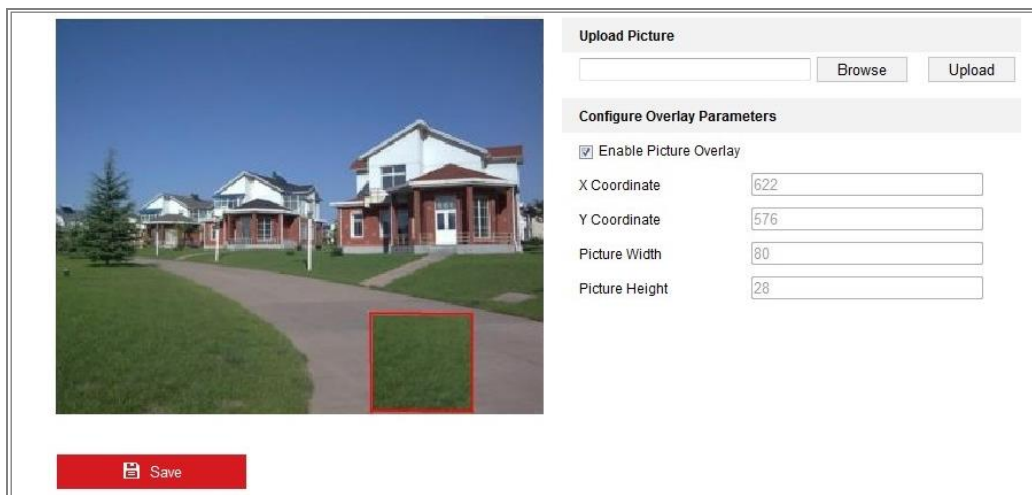 Upload Picture
Browse Upload
Configure Overlay Parameters
Enable Picture Overlay
X Coordinate 622
Y Coordinate 576
Picture Width 80
Picture Height 28
Save